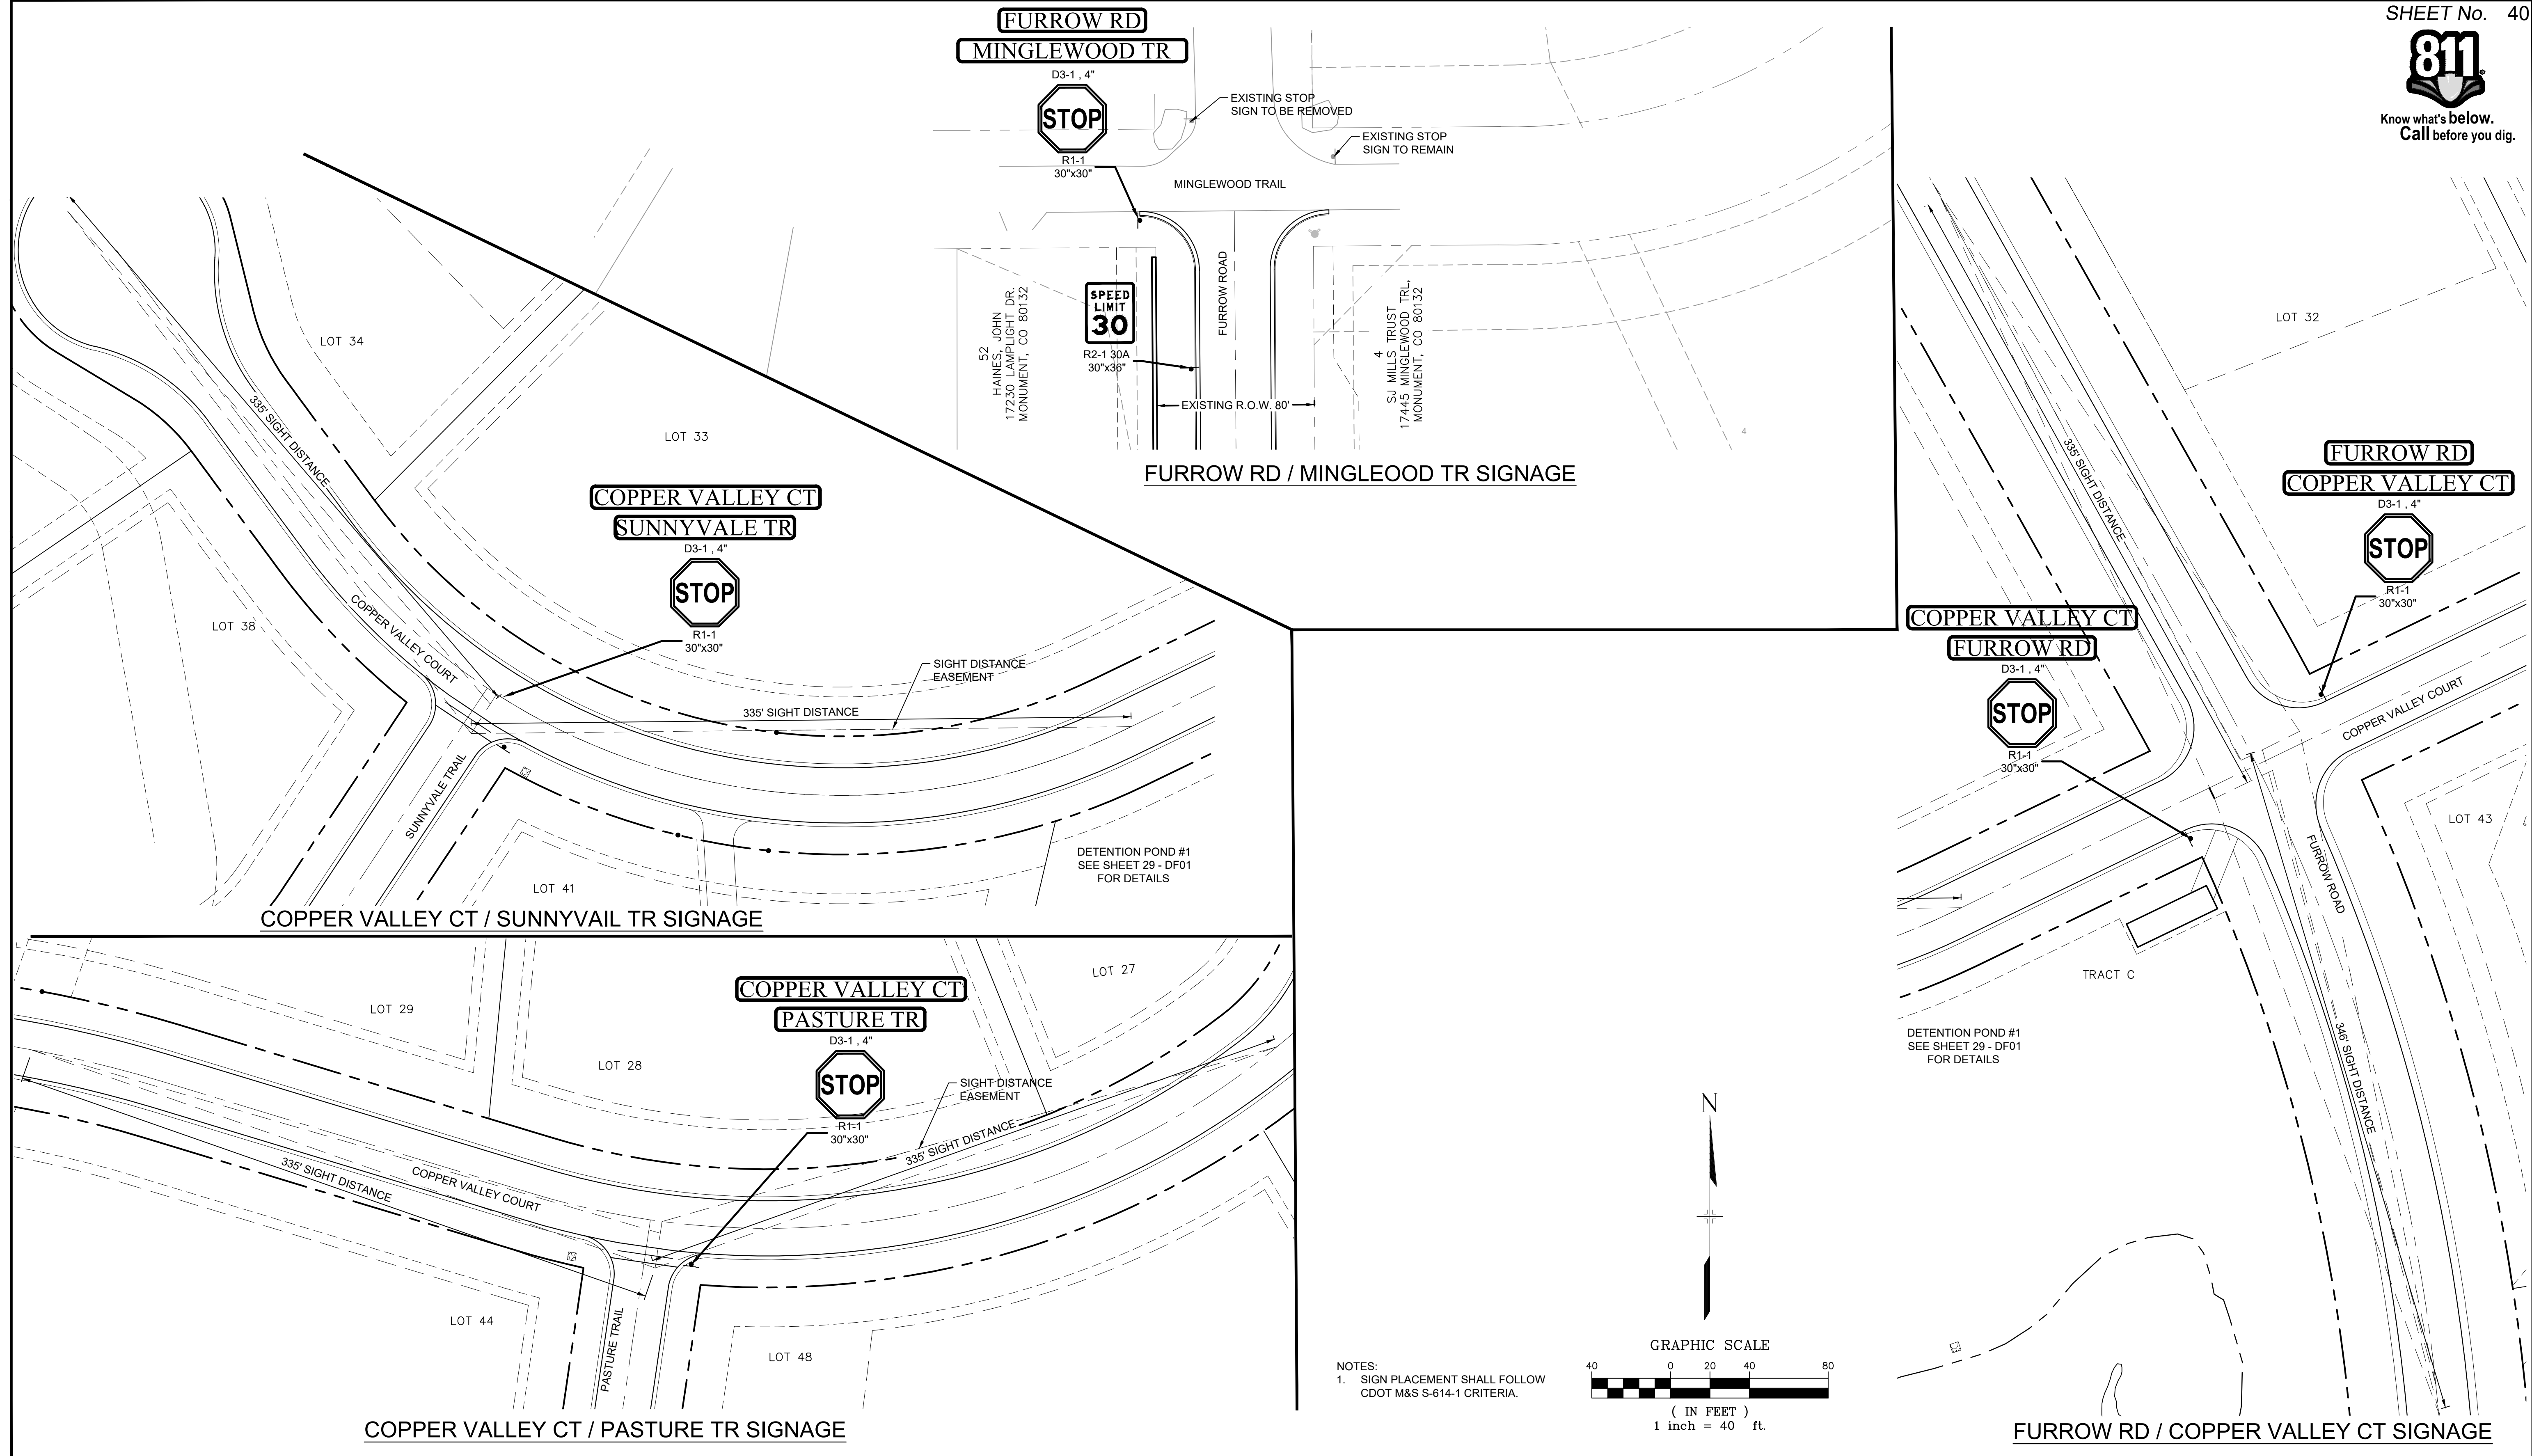 SHEET No. 40
811
Know what's below.
Call before you dig.
FURROW RD
MINGLEWOOD TR
D3-1 , 4"
STOP
R1-1
30"x30"
EXISTING STOP
SIGN TO BE REMOVED
EXISTING STOP
SIGN TO REMAIN
MINGLEWOOD TRAIL
FURROW ROAD
SPEED
LIMIT
30
R2-1 30A
30"x36"
EXISTING R.O.W. 80'
52
HAINES, JOHN
17230 LAMPLIGHT DR.
MONUMENT, CO 80132
4
SJ MILLS TRUST
17445 MINGLEWOOD TRL,
MONUMENT, CO 80132
4
FURROW RD / MINGLEOOD TR SIGNAGE
LOT 34
LOT 33
335' SIGHT DISTANCE
COPPER VALLEY CT
SUNNYVALE TR
D3-1 , 4"
STOP
R1-1
30"x30"
LOT 38
COPPER VALLEY COURT
SIGHT DISTANCE
EASEMENT
335' SIGHT DISTANCE
SUNNYVALE TRAIL
LOT 41
DETENTION POND #1
SEE SHEET 29 - DF01
FOR DETAILS
COPPER VALLEY CT / SUNNYVAIL TR SIGNAGE
LOT 29
LOT 28
LOT 27
COPPER VALLEY CT
PASTURE TR
D3-1 , 4"
STOP
R1-1
30"x30"
SIGHT DISTANCE
EASEMENT
335' SIGHT DISTANCE
335' SIGHT DISTANCE
COPPER VALLEY COURT
LOT 44
PASTURE TRAIL
LOT 48
COPPER VALLEY CT / PASTURE TR SIGNAGE
LOT 32
335' SIGHT DISTANCE
FURROW RD
COPPER VALLEY CT
D3-1 , 4"
STOP
R1-1
30"x30"
COPPER VALLEY CT
FURROW RD
D3-1 , 4"
STOP
R1-1
30"x30"
COPPER VALLEY COURT
LOT 43
FURROW ROAD
TRACT C
DETENTION POND #1
SEE SHEET 29 - DF01
FOR DETAILS
346' SIGHT DISTANCE
FURROW RD / COPPER VALLEY CT SIGNAGE
N
GRAPHIC SCALE
40 0 20 40 80
( IN FEET )
1 inch = 40 ft.
NOTES:
1. SIGN PLACEMENT SHALL FOLLOW
CDOT M&S S-614-1 CRITERIA.